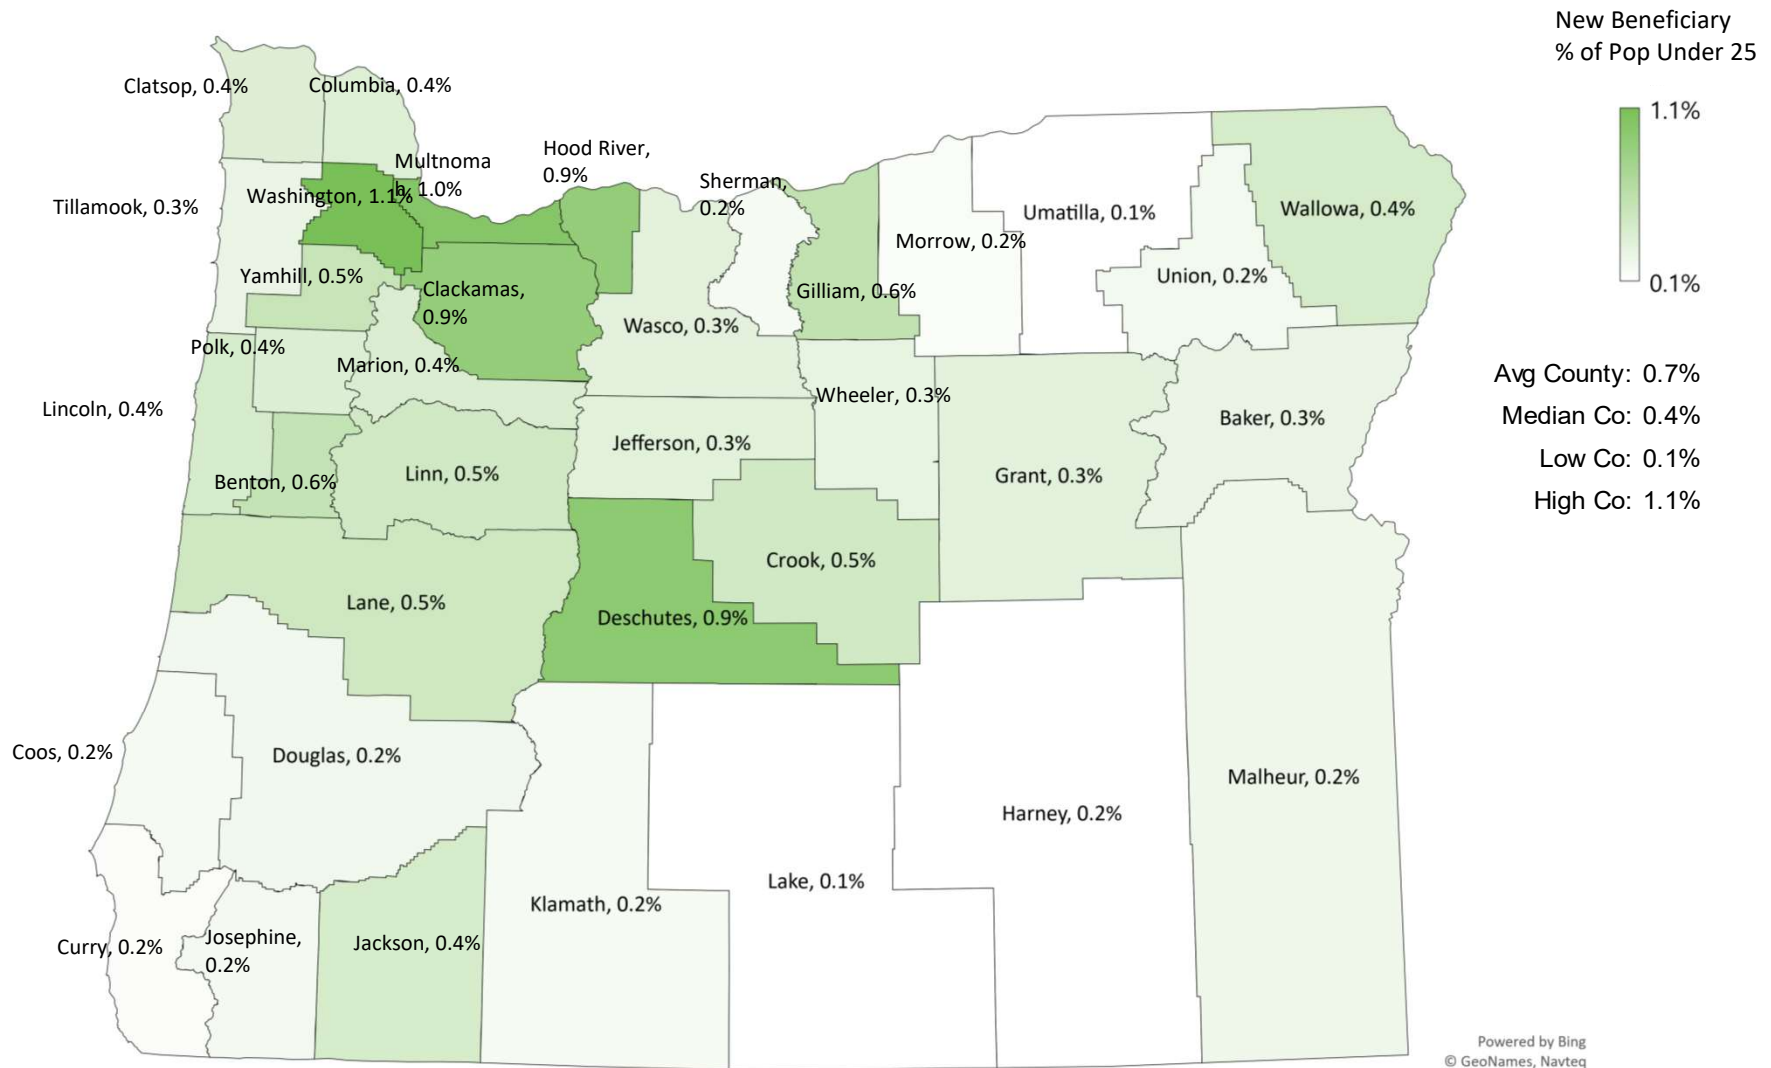 New Beneficiary
% of Pop Under 25
1.1%
0.1%
Avg County: 0.7%
Median Co: 0.4%
Low Co: 0.1%
High Co: 1.1%
Clatsop, 0.4%
Columbia, 0.4%
Multnoma
h, 1.0%
Hood River,
0.9%
Sherman,
0.2%
Washington, 1.1%
Tillamook, 0.3%
Umatilla, 0.1%
Wallowa, 0.4%
Morrow, 0.2%
Union, 0.2%
Yamhill, 0.5%
Clackamas,
0.9%
Gilliam, 0.6%
Wasco, 0.3%
Polk, 0.4%
Marion, 0.4%
Wheeler, 0.3%
Lincoln, 0.4%
Baker, 0.3%
Jefferson, 0.3%
Benton, 0.6%
Linn, 0.5%
Grant, 0.3%
Crook, 0.5%
Lane, 0.5%
Deschutes, 0.9%
Coos, 0.2%
Douglas, 0.2%
Malheur, 0.2%
Harney, 0.2%
Lake, 0.1%
Klamath, 0.2%
Curry, 0.2%
Josephine,
0.2%
Jackson, 0.4%
Powered by Bing
© GeoNames, Navteq